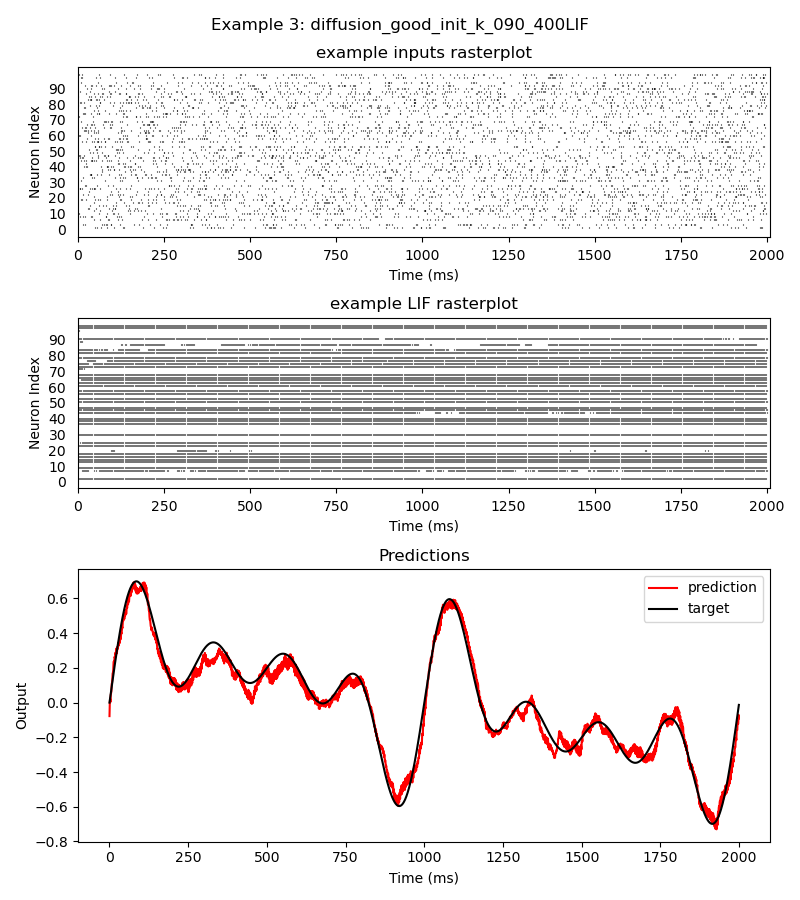 Example 3: diffusion_good_init_k_090_400LIF
example inputs rasterplot
Neuron Index
90
80
70
60
50
40
30
20
10
0
0 250 500 750 1000 1250 1500 1750 2000
Time (ms)
example LIF rasterplot
Neuron Index
90
80
70
60
50
40
30
20
10
0
0 250 500 750 1000 1250 1500 1750 2000
Time (ms)
Predictions
prediction
target
Output
0.6
0.4
0.2
0.0
−0.2
−0.4
−0.6
−0.8
0 250 500 750 1000 1250 1500 1750 2000
Time (ms)